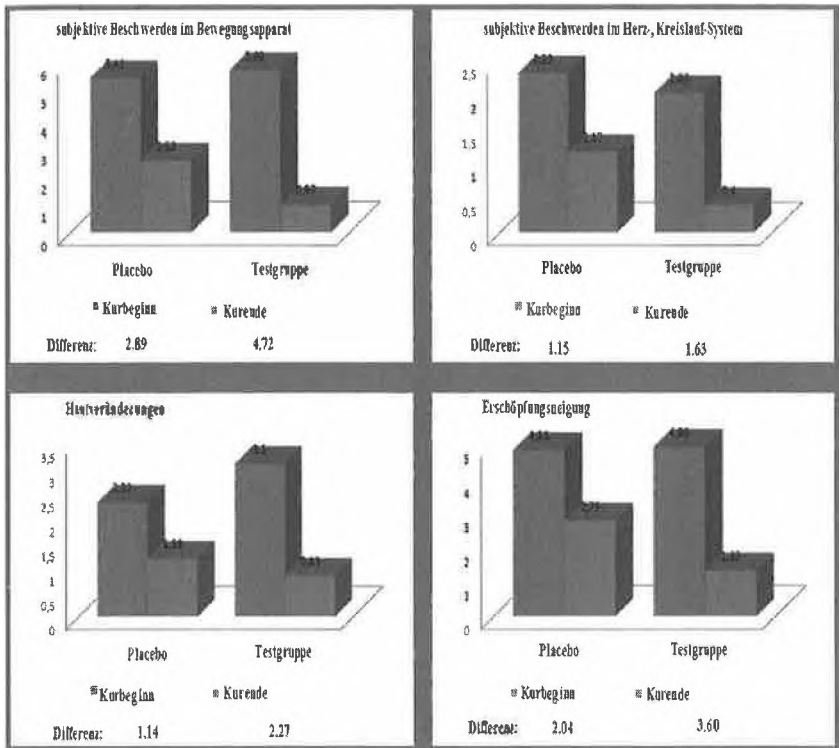 subjektive Beschwerden im Bewegungsapparat
6
5
4
3
2
1
0
Placebo Testgruppe
Kurbeginn Kurende
Differenz: 2.89 4.72
subjektive Beschwerden im Herz-, Kreislauf-System
2,5
2
1,5
1
0,5
0
Placebo Testgruppe
Kurbeginn Kurende
Differenz: 1.15 1.63
Hautveränderungen
3,5
3
2,5
2
1,5
1
0,5
0
Placebo Testgruppe
Kurbeginn Kurende
Differenz: 1.14 2.27
Erschöpfungsneigung
5
4
3
2
1
0
Placebo Testgruppe
Kurbeginn Kurende
Differenz: 2.04 3.60